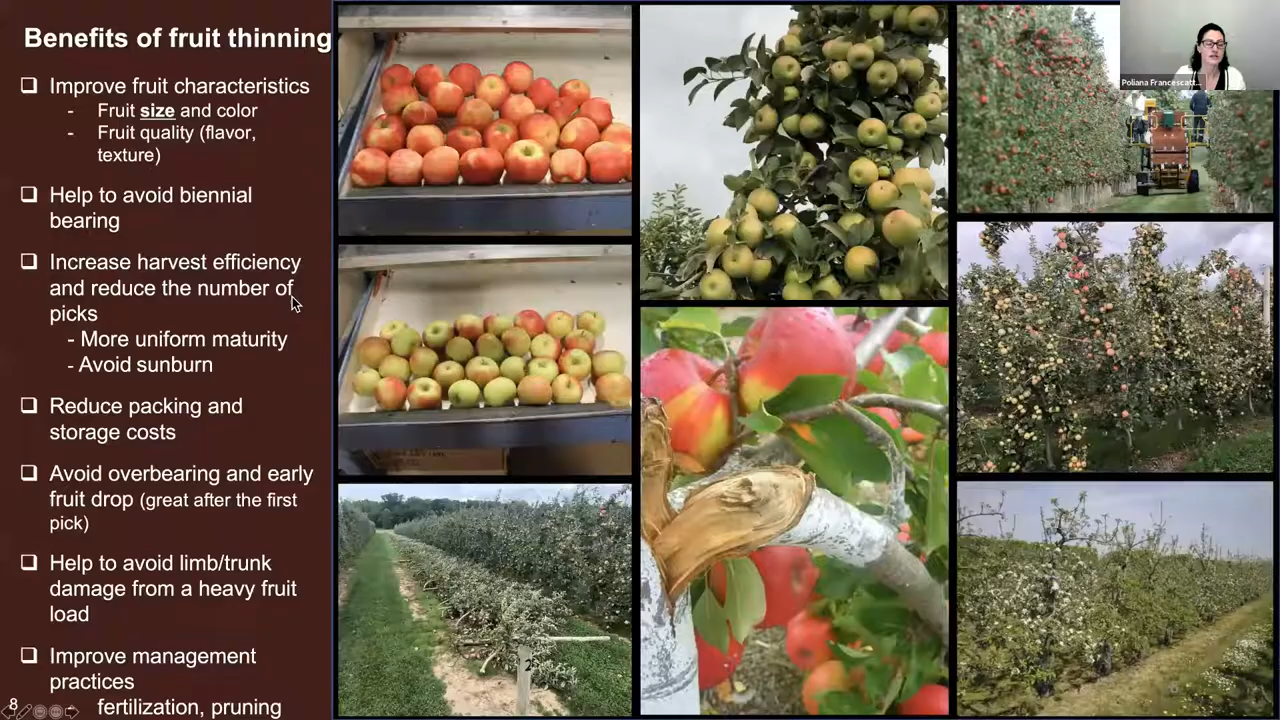 Benefits of fruit thinning
Improve fruit characteristics
- Fruit size and color
- Fruit quality (flavor,
texture)
Help to avoid biennial
bearing
Increase harvest efficiency
and reduce the number of
picks
- More uniform maturity
- Avoid sunburn
Reduce packing and
storage costs
Avoid overbearing and early
fruit drop (great after the first
pick)
Help to avoid limb/trunk
damage from a heavy fruit
load
Improve management
practices
fertilization, pruning
8
Poliana Francescatt...
2